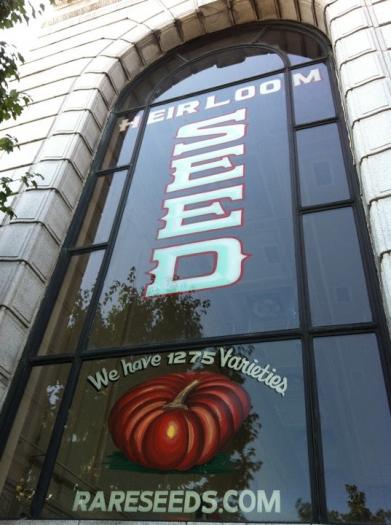 HEIRLOOM
SEED
We have 1275 Varieties
RARESEEDS.COM